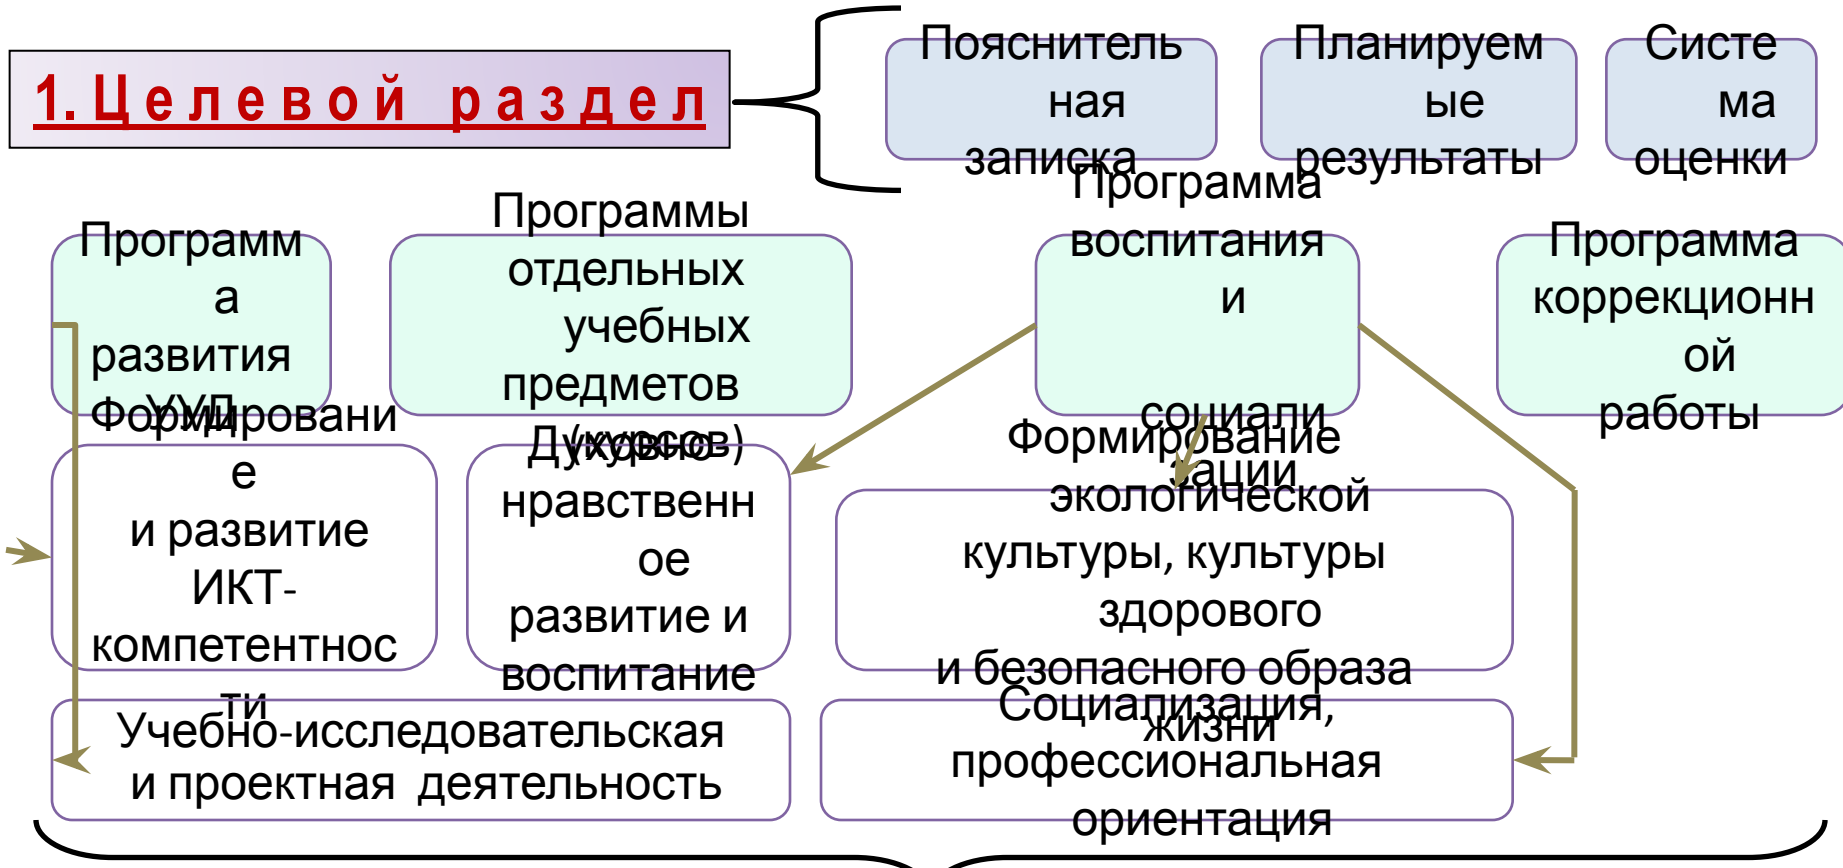 1. Ц е л е в о й р а з д е л
Пояснитель
ная
записка
Планируем
ые
результаты
Систе
ма
оценки
Программ
а
развития
УУД
Программы
отдельных
учебных
предметов
(курсов)
Программа
воспитания
и
социали
зации
Программа
коррекционн
ой
работы
Формировани
е
и развитие
ИКТ-
компетентнос
ти
Духовно-
нравственн
ое
развитие и
воспитание
Формирование
экологической
культуры, культуры
здорового
и безопасного образа
жизни
Учебно-исследовательская
и проектная деятельность
Социализация,
профессиональная
ориентация